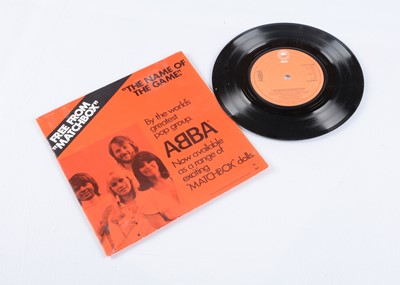 FREE FROM
"MATCHBOX"
"THE NAME OF
THE GAME"
By the world's
greatest
pop group.
ABBA
Now available
as a range of
exciting
"MATCHBOX" dolls.